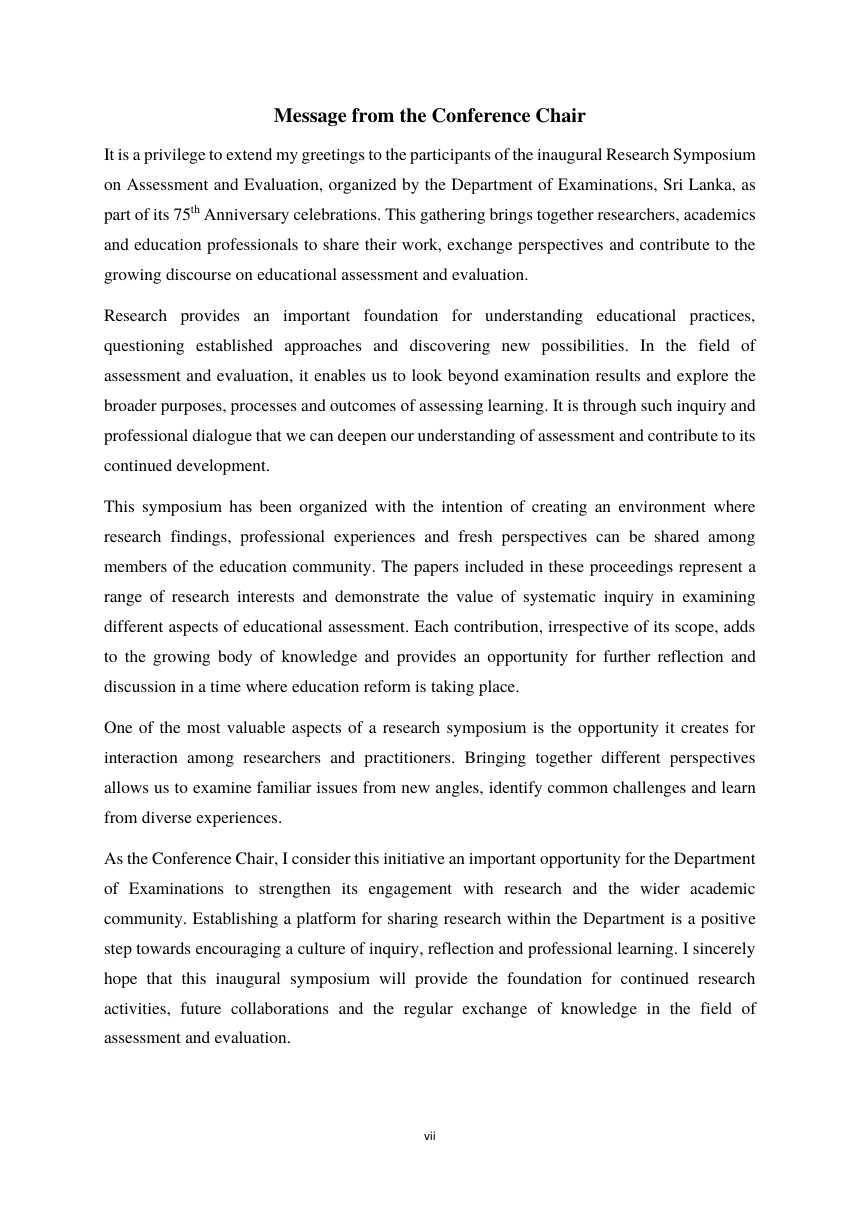 Message from the Conference Chair
It is a privilege to extend my greetings to the participants of the inaugural Research Symposium
on Assessment and Evaluation, organized by the Department of Examinations, Sri Lanka, as
part of its 75th Anniversary celebrations. This gathering brings together researchers, academics
and education professionals to share their work, exchange perspectives and contribute to the
growing discourse on educational assessment and evaluation.
Research provides an important foundation for understanding educational practices,
questioning established approaches and discovering new possibilities. In the field of
assessment and evaluation, it enables us to look beyond examination results and explore the
broader purposes, processes and outcomes of assessing learning. It is through such inquiry and
professional dialogue that we can deepen our understanding of assessment and contribute to its
continued development.
This symposium has been organized with the intention of creating an environment where
research findings, professional experiences and fresh perspectives can be shared among
members of the education community. The papers included in these proceedings represent a
range of research interests and demonstrate the value of systematic inquiry in examining
different aspects of educational assessment. Each contribution, irrespective of its scope, adds
to the growing body of knowledge and provides an opportunity for further reflection and
discussion in a time where education reform is taking place.
One of the most valuable aspects of a research symposium is the opportunity it creates for
interaction among researchers and practitioners. Bringing together different perspectives
allows us to examine familiar issues from new angles, identify common challenges and learn
from diverse experiences.
As the Conference Chair, I consider this initiative an important opportunity for the Department
of Examinations to strengthen its engagement with research and the wider academic
community. Establishing a platform for sharing research within the Department is a positive
step towards encouraging a culture of inquiry, reflection and professional learning. I sincerely
hope that this inaugural symposium will provide the foundation for continued research
activities, future collaborations and the regular exchange of knowledge in the field of
assessment and evaluation.
vii